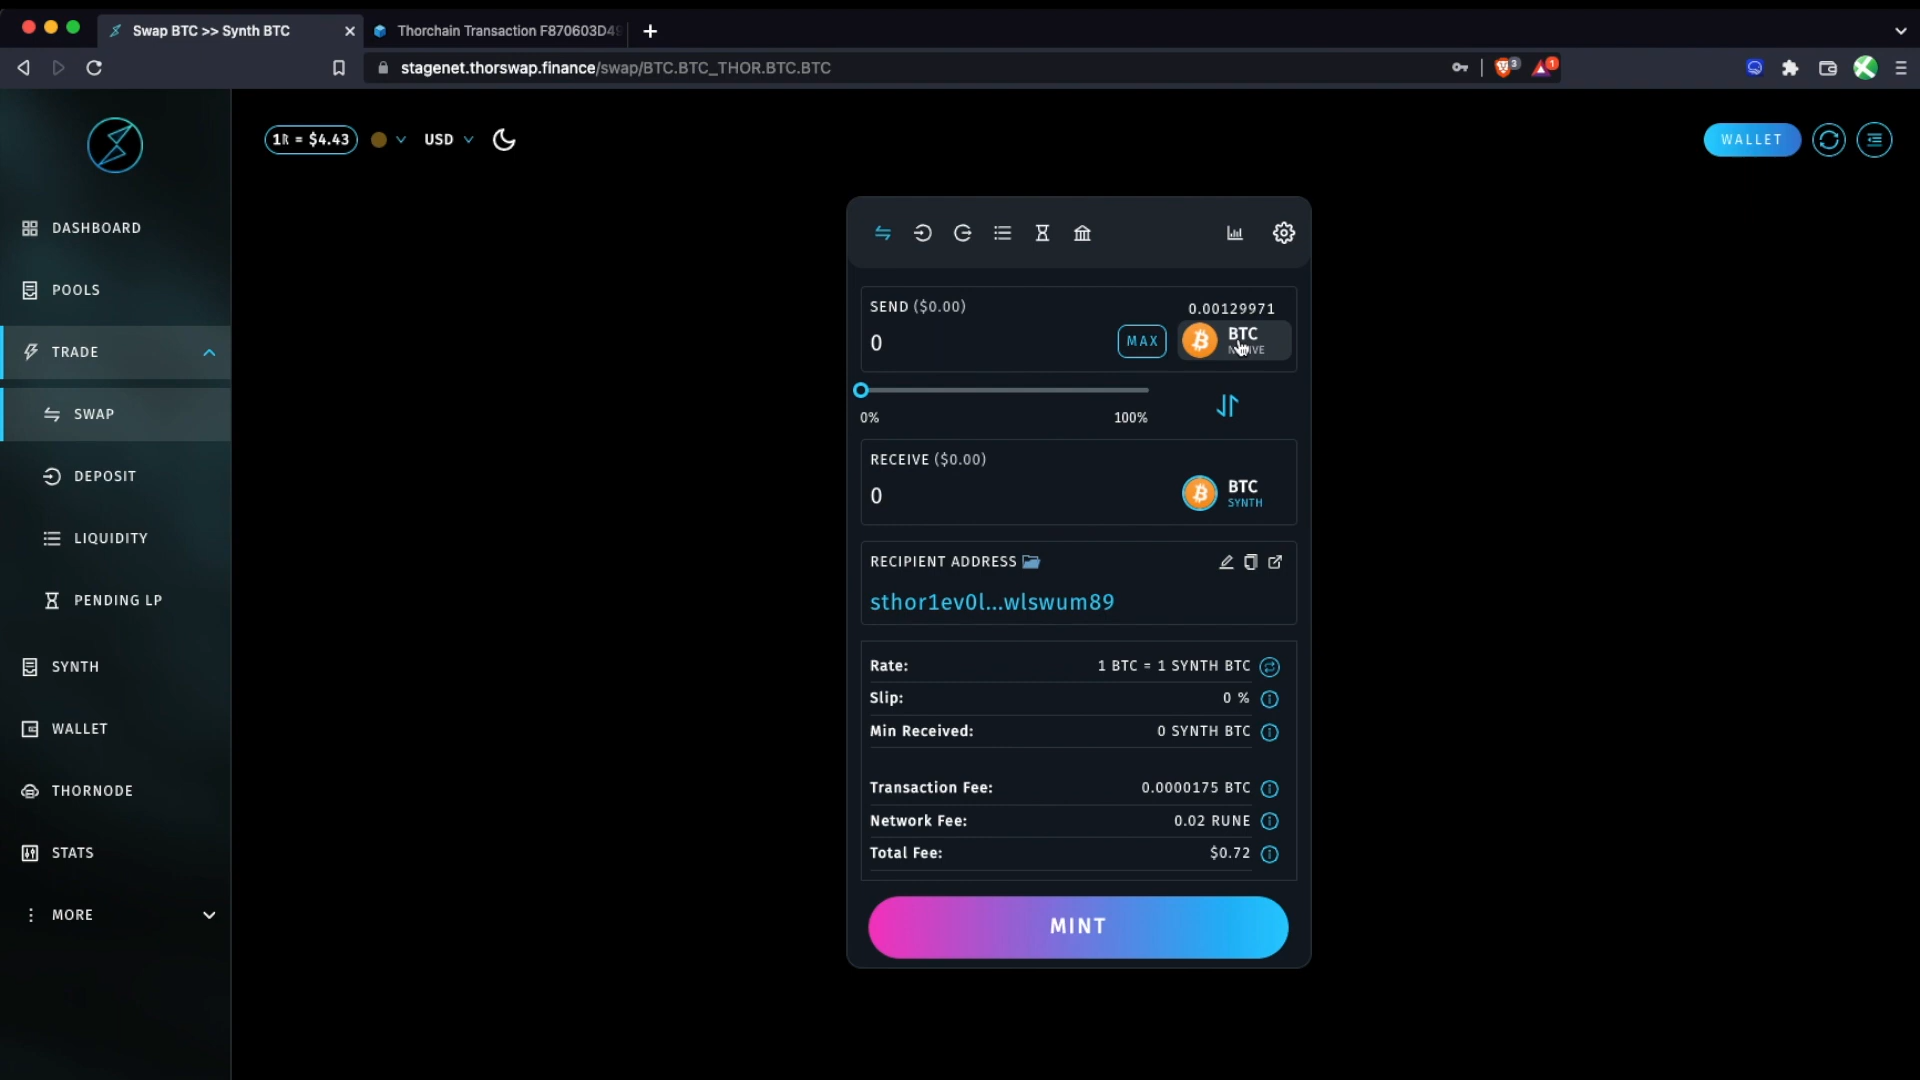 Swap BTC >> Synth BTC
Thorchain Transaction F870603D49
stagenet.thorswap.finance/swap/BTC.BTC_THOR.BTC.BTC
3
1
1R = $4.43
USD
WALLET
DASHBOARD
POOLS
TRADE
SWAP
DEPOSIT
LIQUIDITY
PENDING LP
SYNTH
WALLET
THORNODE
STATS
MORE
SEND ($0.00)
0.00129971
0
MAX
BTC
0%
100%
RECEIVE ($0.00)
0
BTC
SYNTH
RECIPIENT ADDRESS
sthor1ev0l...wlswum89
Rate:
1 BTC = 1 SYNTH BTC
Slip:
0 %
Min Received:
0 SYNTH BTC
Transaction Fee:
0.0000175 BTC
Network Fee:
0.02 RUNE
Total Fee:
$0.72
MINT